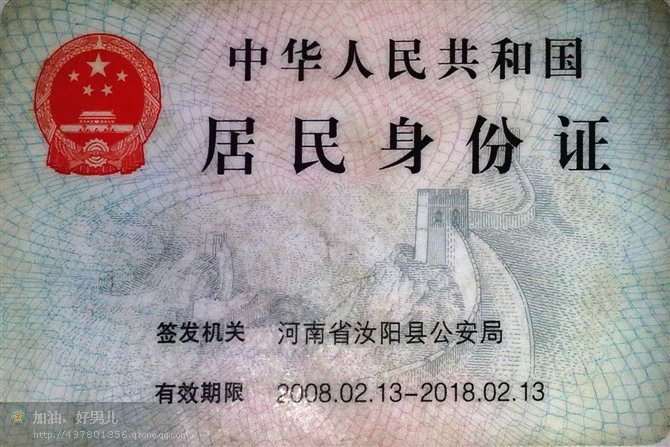 中华人民共和国
居民身份证
签发机关 河南省汝阳县公安局
有效期限 2008.02.13-2018.02.13
加油，好男儿
http://497801856.qzone.qq.com